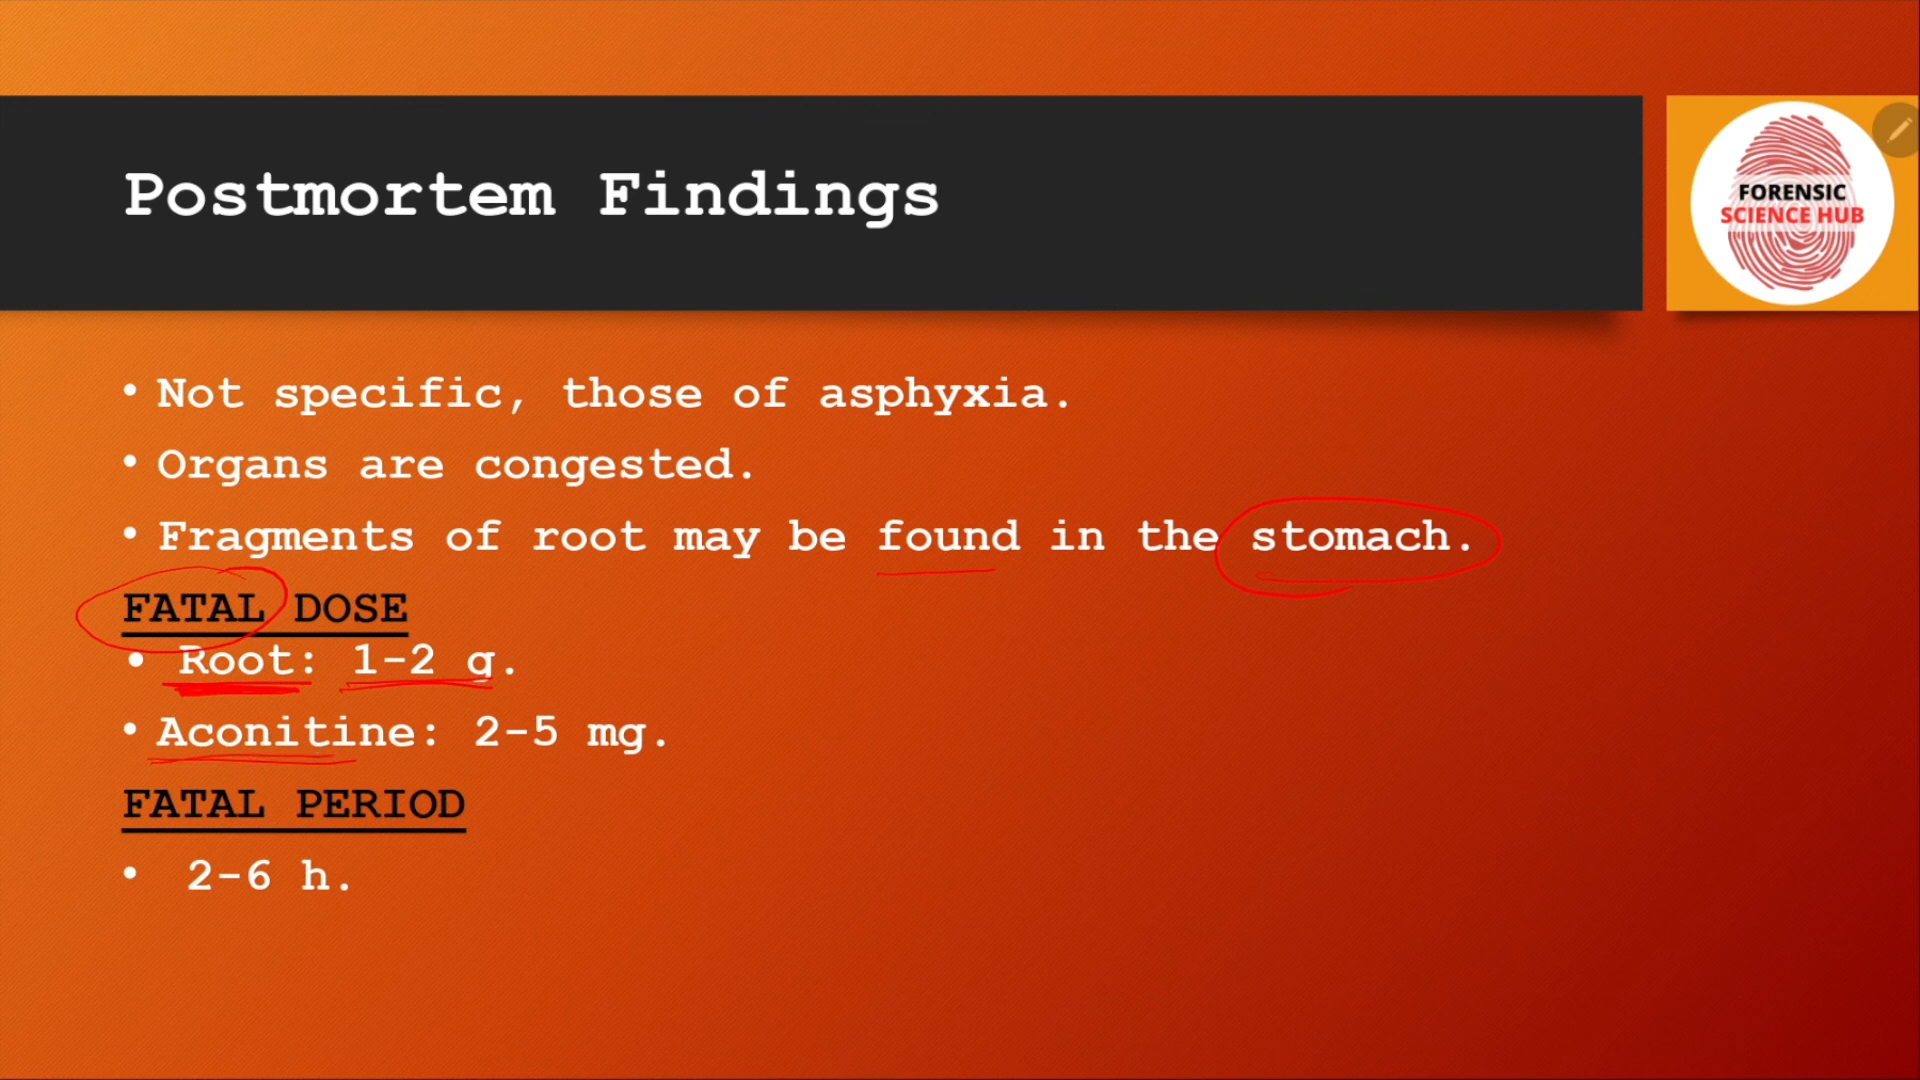 Postmortem Findings
FORENSIC
SCIENCE HUB
• Not specific, those of asphyxia.
• Organs are congested.
• Fragments of root may be found in the stomach.
FATAL DOSE
• Root: 1-2 g.
• Aconitine: 2-5 mg.
FATAL PERIOD
• 2-6 h.